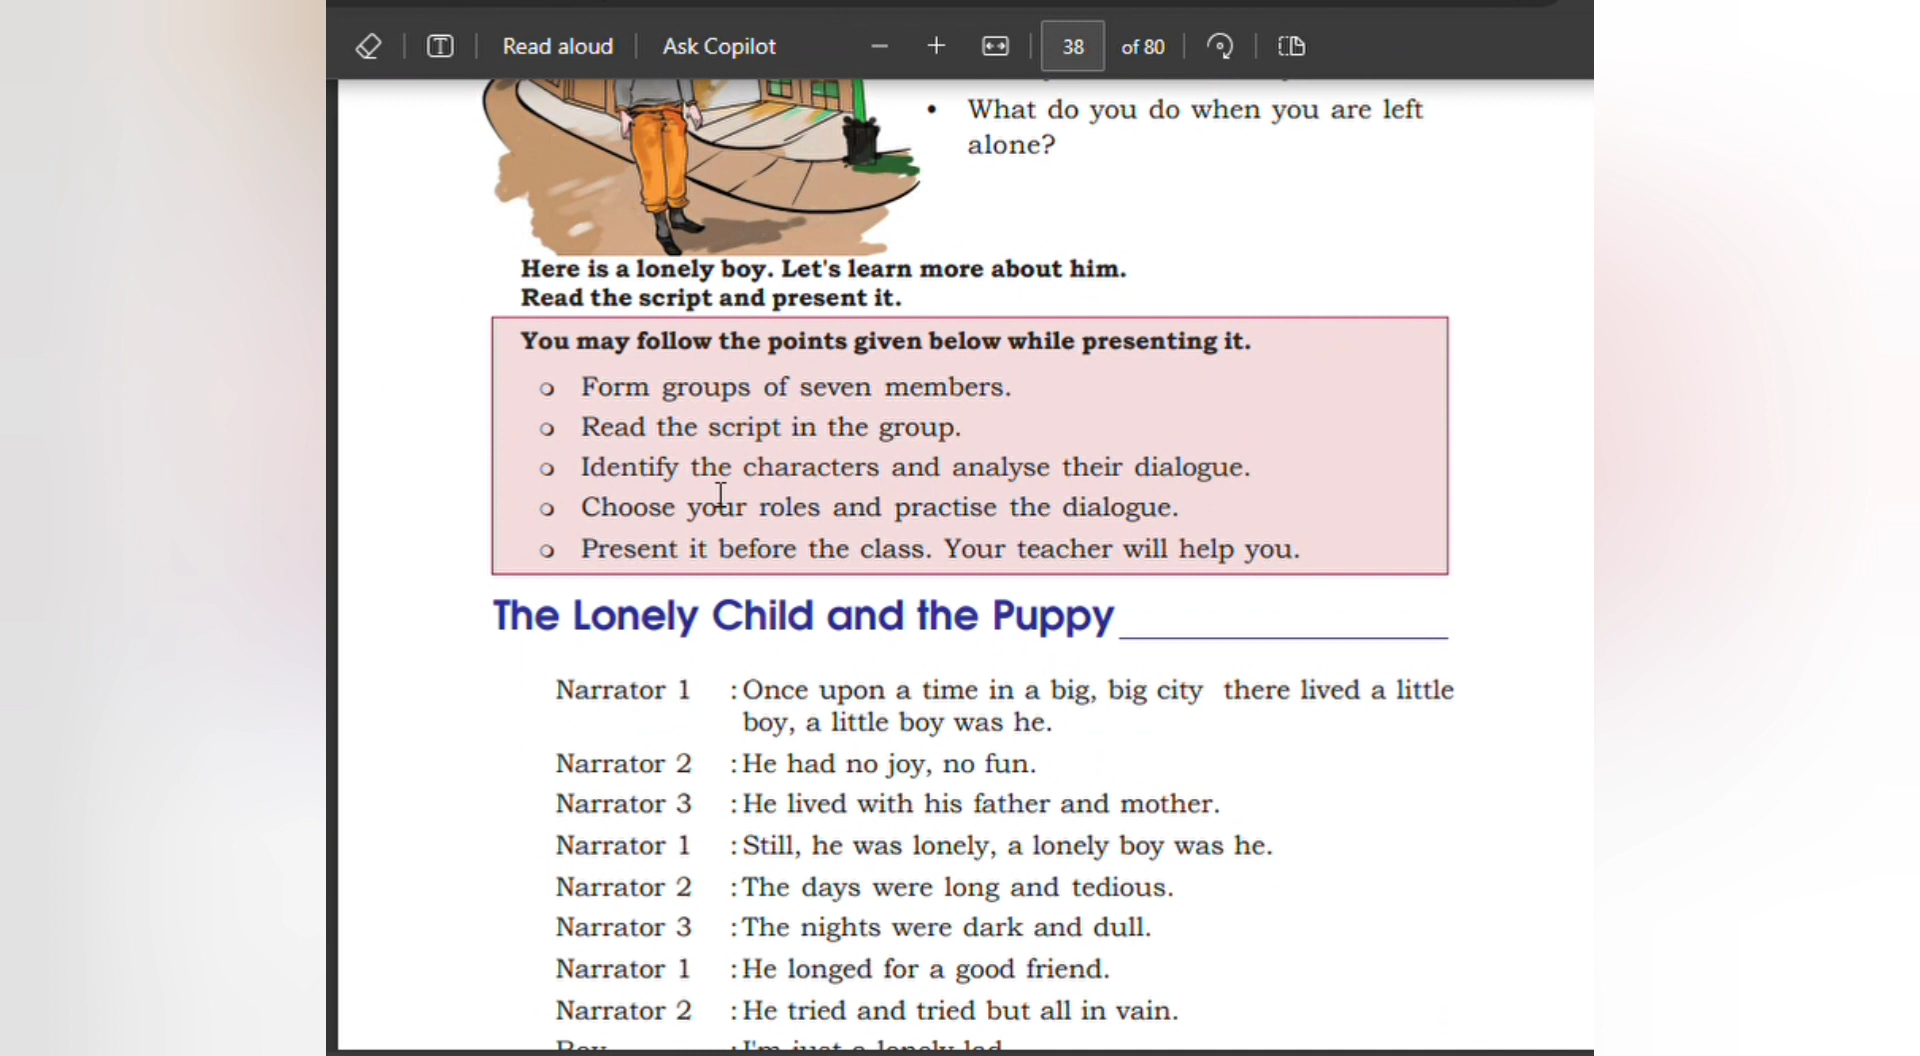 Read aloud Ask Copilot 38 of 80
• What do you do when you are left
alone?
Here is a lonely boy. Let's learn more about him.
Read the script and present it.
You may follow the points given below while presenting it.
Form groups of seven members.
Read the script in the group.
Identify the characters and analyse their dialogue.
Choose your roles and practise the dialogue.
Present it before the class. Your teacher will help you.
The Lonely Child and the Puppy
Narrator 1 : Once upon a time in a big, big city there lived a little
boy, a little boy was he.
Narrator 2 : He had no joy, no fun.
Narrator 3 : He lived with his father and mother.
Narrator 1 : Still, he was lonely, a lonely boy was he.
Narrator 2 : The days were long and tedious.
Narrator 3 : The nights were dark and dull.
Narrator 1 : He longed for a good friend.
Narrator 2 : He tried and tried but all in vain.
Boy : I'm just a lonely lad